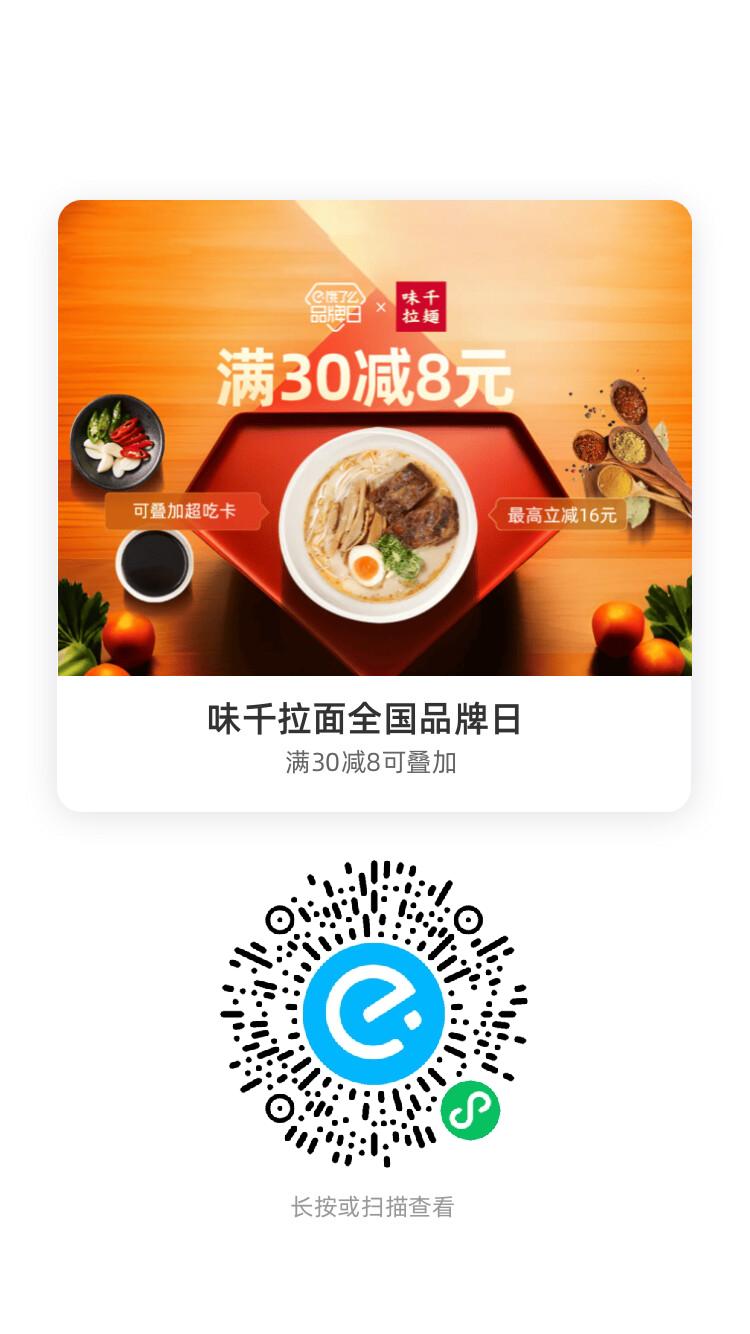 饿了么
品牌日
×
味千
拉麺
满30减8元
可叠加超吃卡
最高立减16元
味千拉面全国品牌日
满30减8可叠加
长按或扫描查看